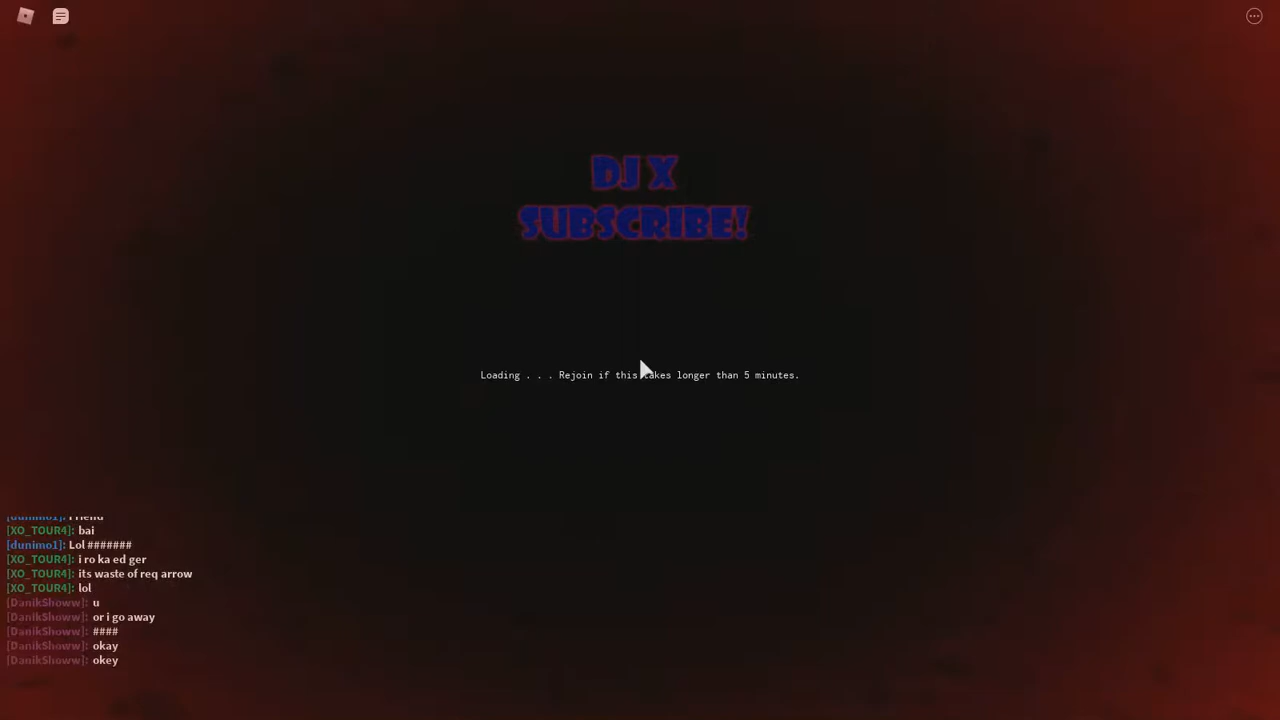 DJ X
SUBSCRIBE!
Loading . . . Rejoin if this takes longer than 5 minutes.
[dunimo1]: friend
[XO_TOUR4]: bai
[dunimo1]: Lol #######
[XO_TOUR4]: i ro ka ed ger
[XO_TOUR4]: its waste of req arrow
[XO_TOUR4]: lol
[DanikShoww]: u
[DanikShoww]: or i go away
[DanikShoww]: ####
[DanikShoww]: okay
[DanikShoww]: okey